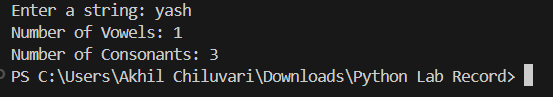 Enter a string: yash
Number of Vowels: 1
Number of Consonants: 3
PS C:\Users\Akhil Chiluvari\Downloads\Python Lab Record>